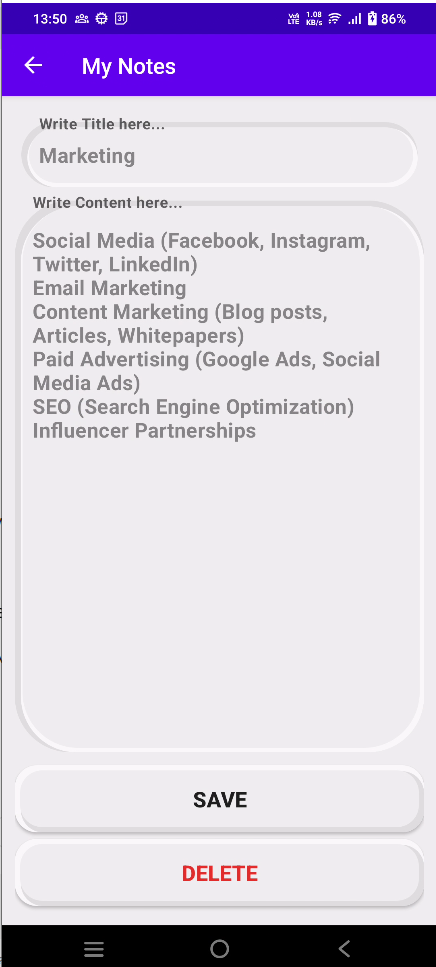 13:50 31 Vo) LTE 1.08 KB/s 86%
My Notes
Write Title here...
Marketing
Write Content here...
Social Media (Facebook, Instagram,
Twitter, LinkedIn)
Email Marketing
Content Marketing (Blog posts,
Articles, Whitepapers)
Paid Advertising (Google Ads, Social
Media Ads)
SEO (Search Engine Optimization)
Influencer Partnerships
SAVE
DELETE